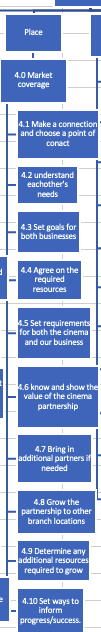 Place
4.0 Market
coverage
4.1 Make a connection
and choose a point of
conact
4.2 understand
eachother's
needs
4.3 Set goals for
both businesses
4.4 Agree on the
required
resources
4.5 Set requirements
for both the cinema
and our business
4.6 know and show the
value of the cinema
partnership
4.7 Bring in
additional partners if
needed
4.8 Grow the
partnership to other
branch locations
4.9 Determine any
additional resources
required to grow
4.10 Set ways to
inform
progress/success.